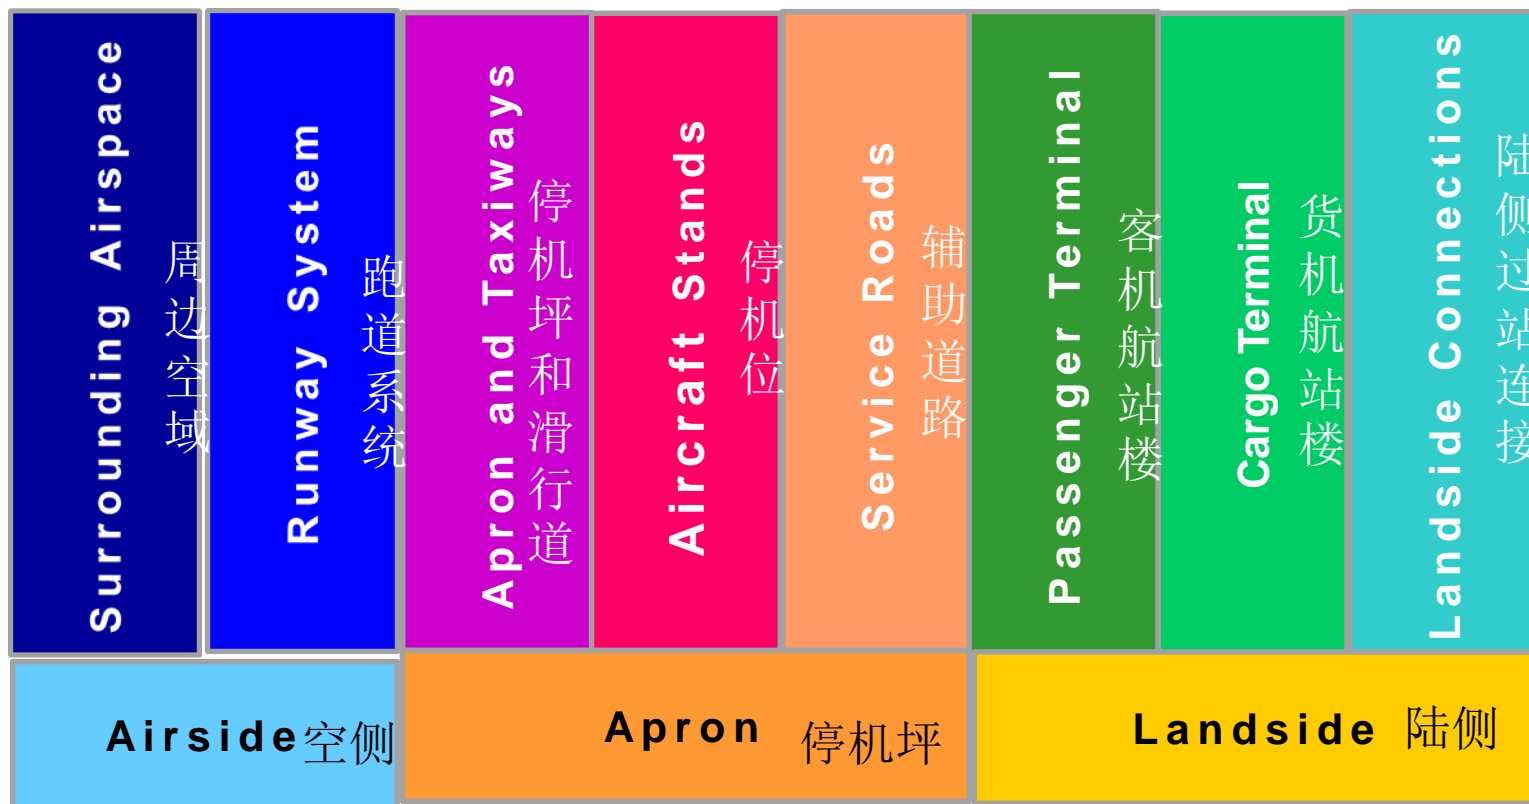 Surrounding Airspace
周边空域
Runway System
跑道系统
Apron and Taxiways
停机坪和滑行道
Aircraft Stands
停机位
Service Roads
辅助道路
Passenger Terminal
客机航站楼
Cargo Terminal
货机航站楼
Landside Connections
陆侧过站连接
Airside空侧
Apron 停机坪
Landside 陆侧